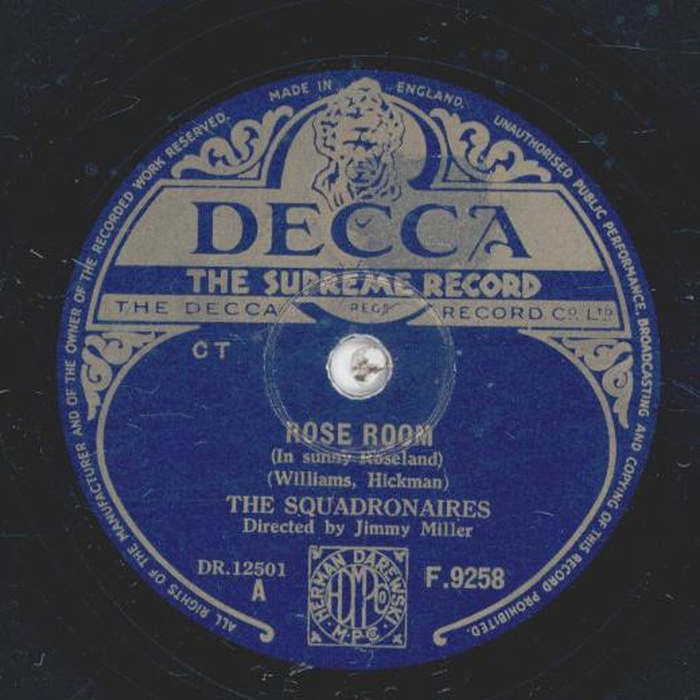 MADE IN ENGLAND.
UNAUTHORISED PUBLIC PERFORMANCE, BROADCASTING AND COPYING OF THIS RECORD PROHIBITED.
ALL RIGHTS OF THE MANUFACTURER AND OF THE OWNER OF THE RECORDED WORK RESERVED.
DECCA
THE SUPREME RECORD
THE DECCA REGD RECORD CO. LTD
CT
ROSE ROOM
(In sunny Roseland)
(Williams, Hickman)
THE SQUADRONAIRES
Directed by Jimmy Miller
DR.12501
A
HERMAN DAREWSKI
M.P.Co
F.9258